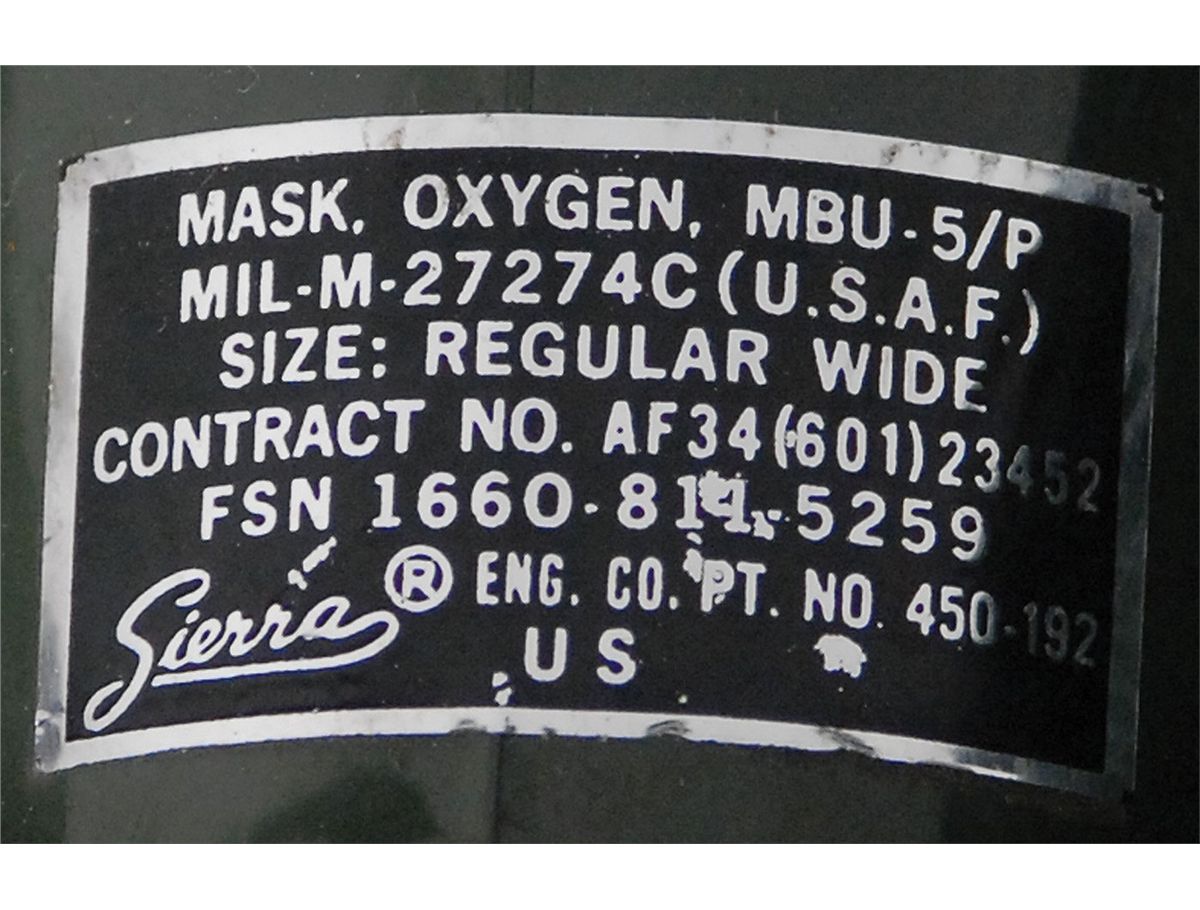 MASK, OXYGEN, MBU-5/P
MIL-M-27274C (U.S.A.F.)
SIZE: REGULAR WIDE
CONTRACT NO. AF34(601)23452
FSN 1660-811-5259
Sierra ® ENG. CO. PT. NO. 450-192
US